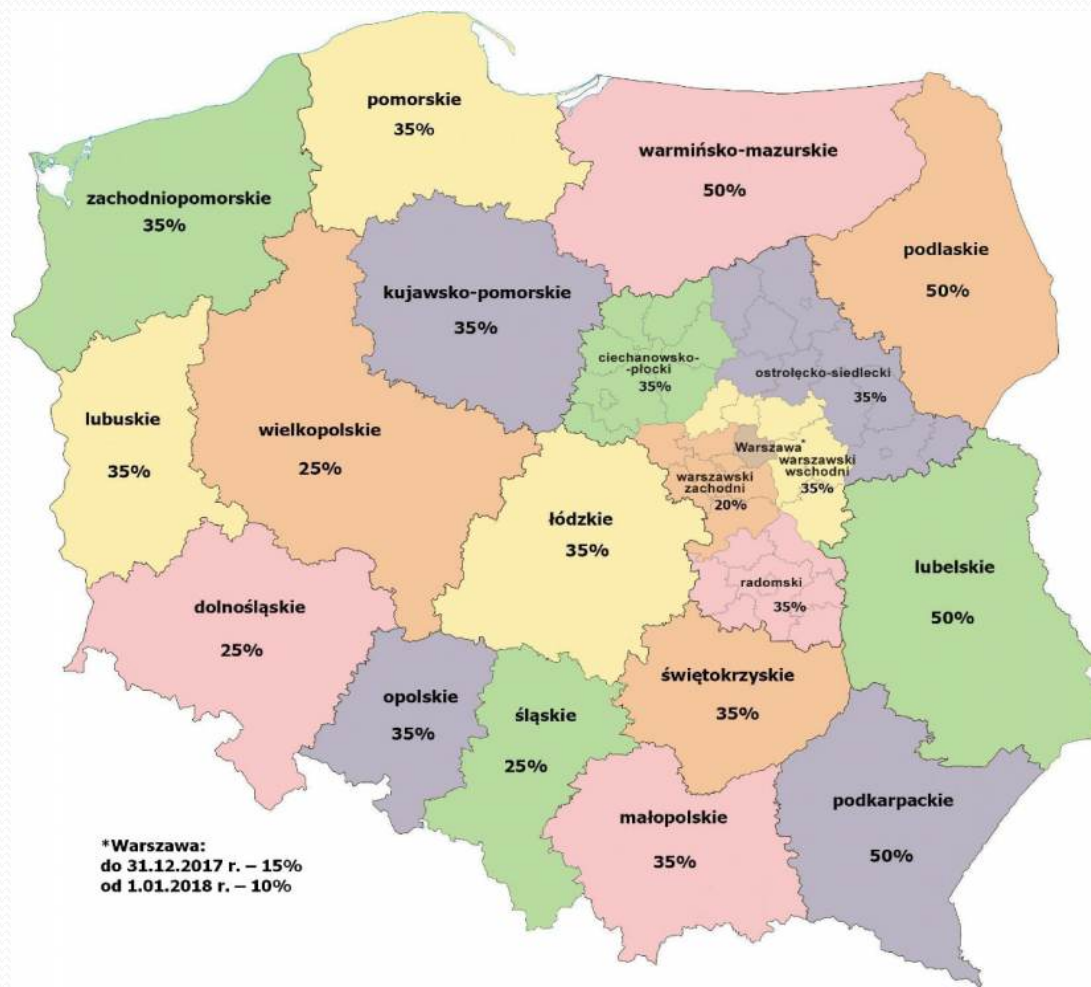 pomorskie
35%
warmińsko-mazurskie
50%
zachodniopomorskie
35%
podlaskie
50%
kujawsko-pomorskie
35%
ciechanowsko-
-płocki
35%
ostrołęcko-siedlecki
35%
lubuskie
35%
wielkopolskie
25%
Warszawa*
warszawski
wschodni
35%
warszawski
zachodni
20%
łódzkie
35%
radomski
35%
lubelskie
50%
dolnośląskie
25%
opolskie
35%
śląskie
25%
świętokrzyskie
35%
małopolskie
35%
podkarpackie
50%
*Warszawa:
do 31.12.2017 r. – 15%
od 1.01.2018 r. – 10%